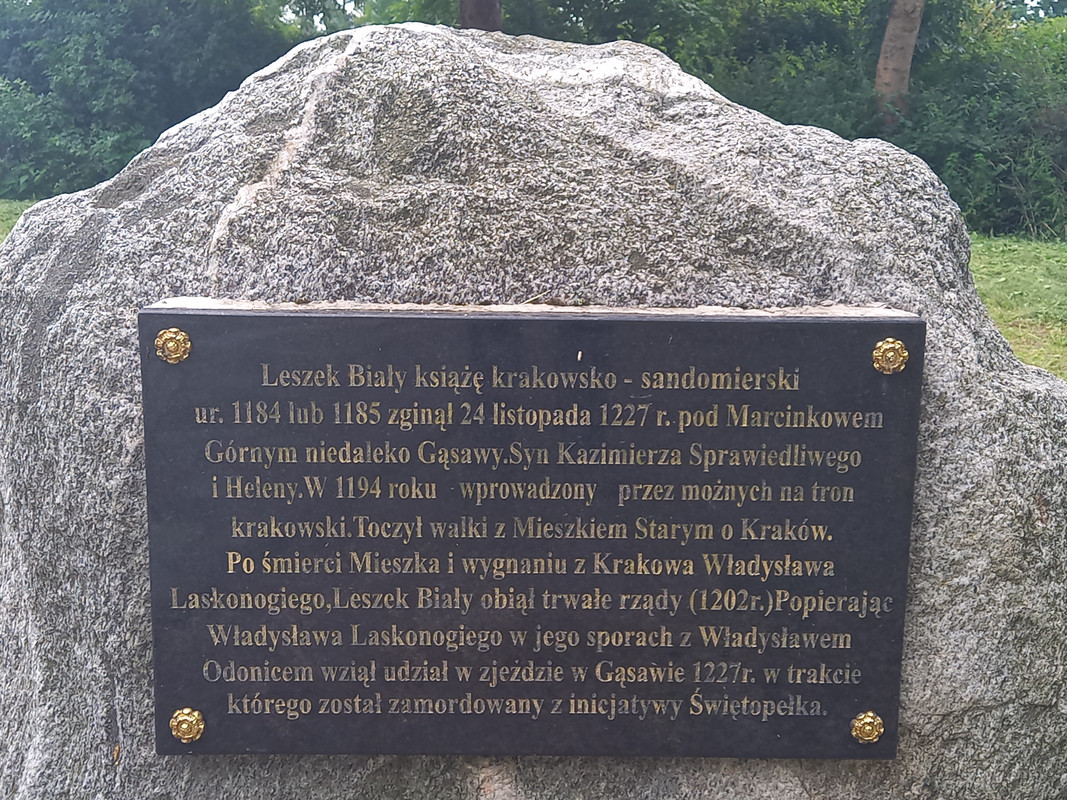 Leszek Biały książę krakowsko - sandomierski
ur. 1184 lub 1185 zginął 24 listopada 1227 r. pod Marcinkowem
Górnym niedaleko Gąsawy.Syn Kazimierza Sprawiedliwego
i Heleny.W 1194 roku wprowadzony przez możnych na tron
krakowski.Toczył walki z Mieszkiem Starym o Kraków.
Po śmierci Mieszka i wygnaniu z Krakowa Władysława
Laskonogiego,Leszek Biały objął trwałe rządy (1202r.)Popierając
Władysława Laskonogiego w jego sporach z Władysławem
Odonicem wziął udział w zjeździe w Gąsawie 1227r. w trakcie
którego został zamordowany z inicjatywy Świętopełka.